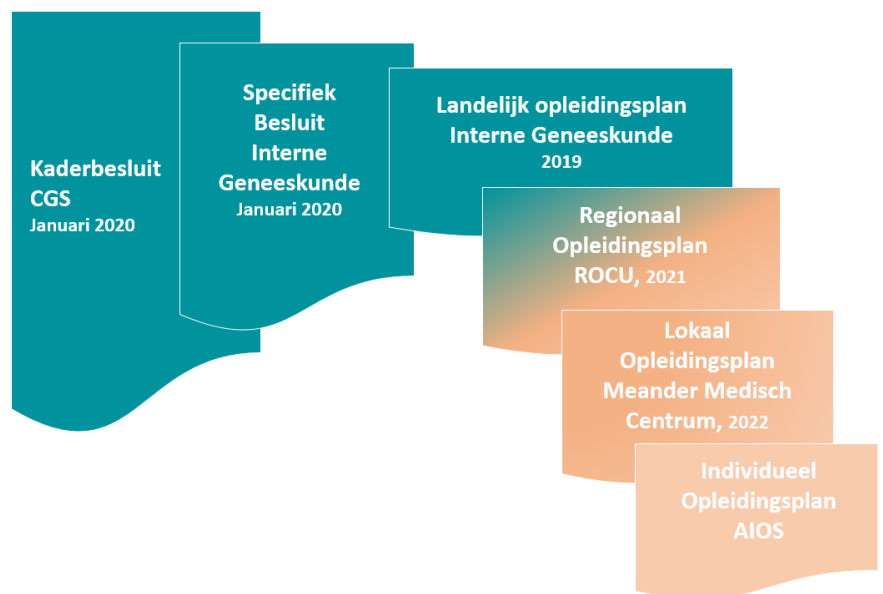 Kaderbesluit
CGS
Januari 2020
Specifiek
Besluit
Interne
Geneeskunde
Januari 2020
Landelijk opleidingsplan
Interne Geneeskunde
2019
Regionaal
Opleidingsplan
ROCU, 2021
Lokaal
Opleidingsplan
Meander Medisch
Centrum, 2022
Individueel
Opleidingsplan
AIOS